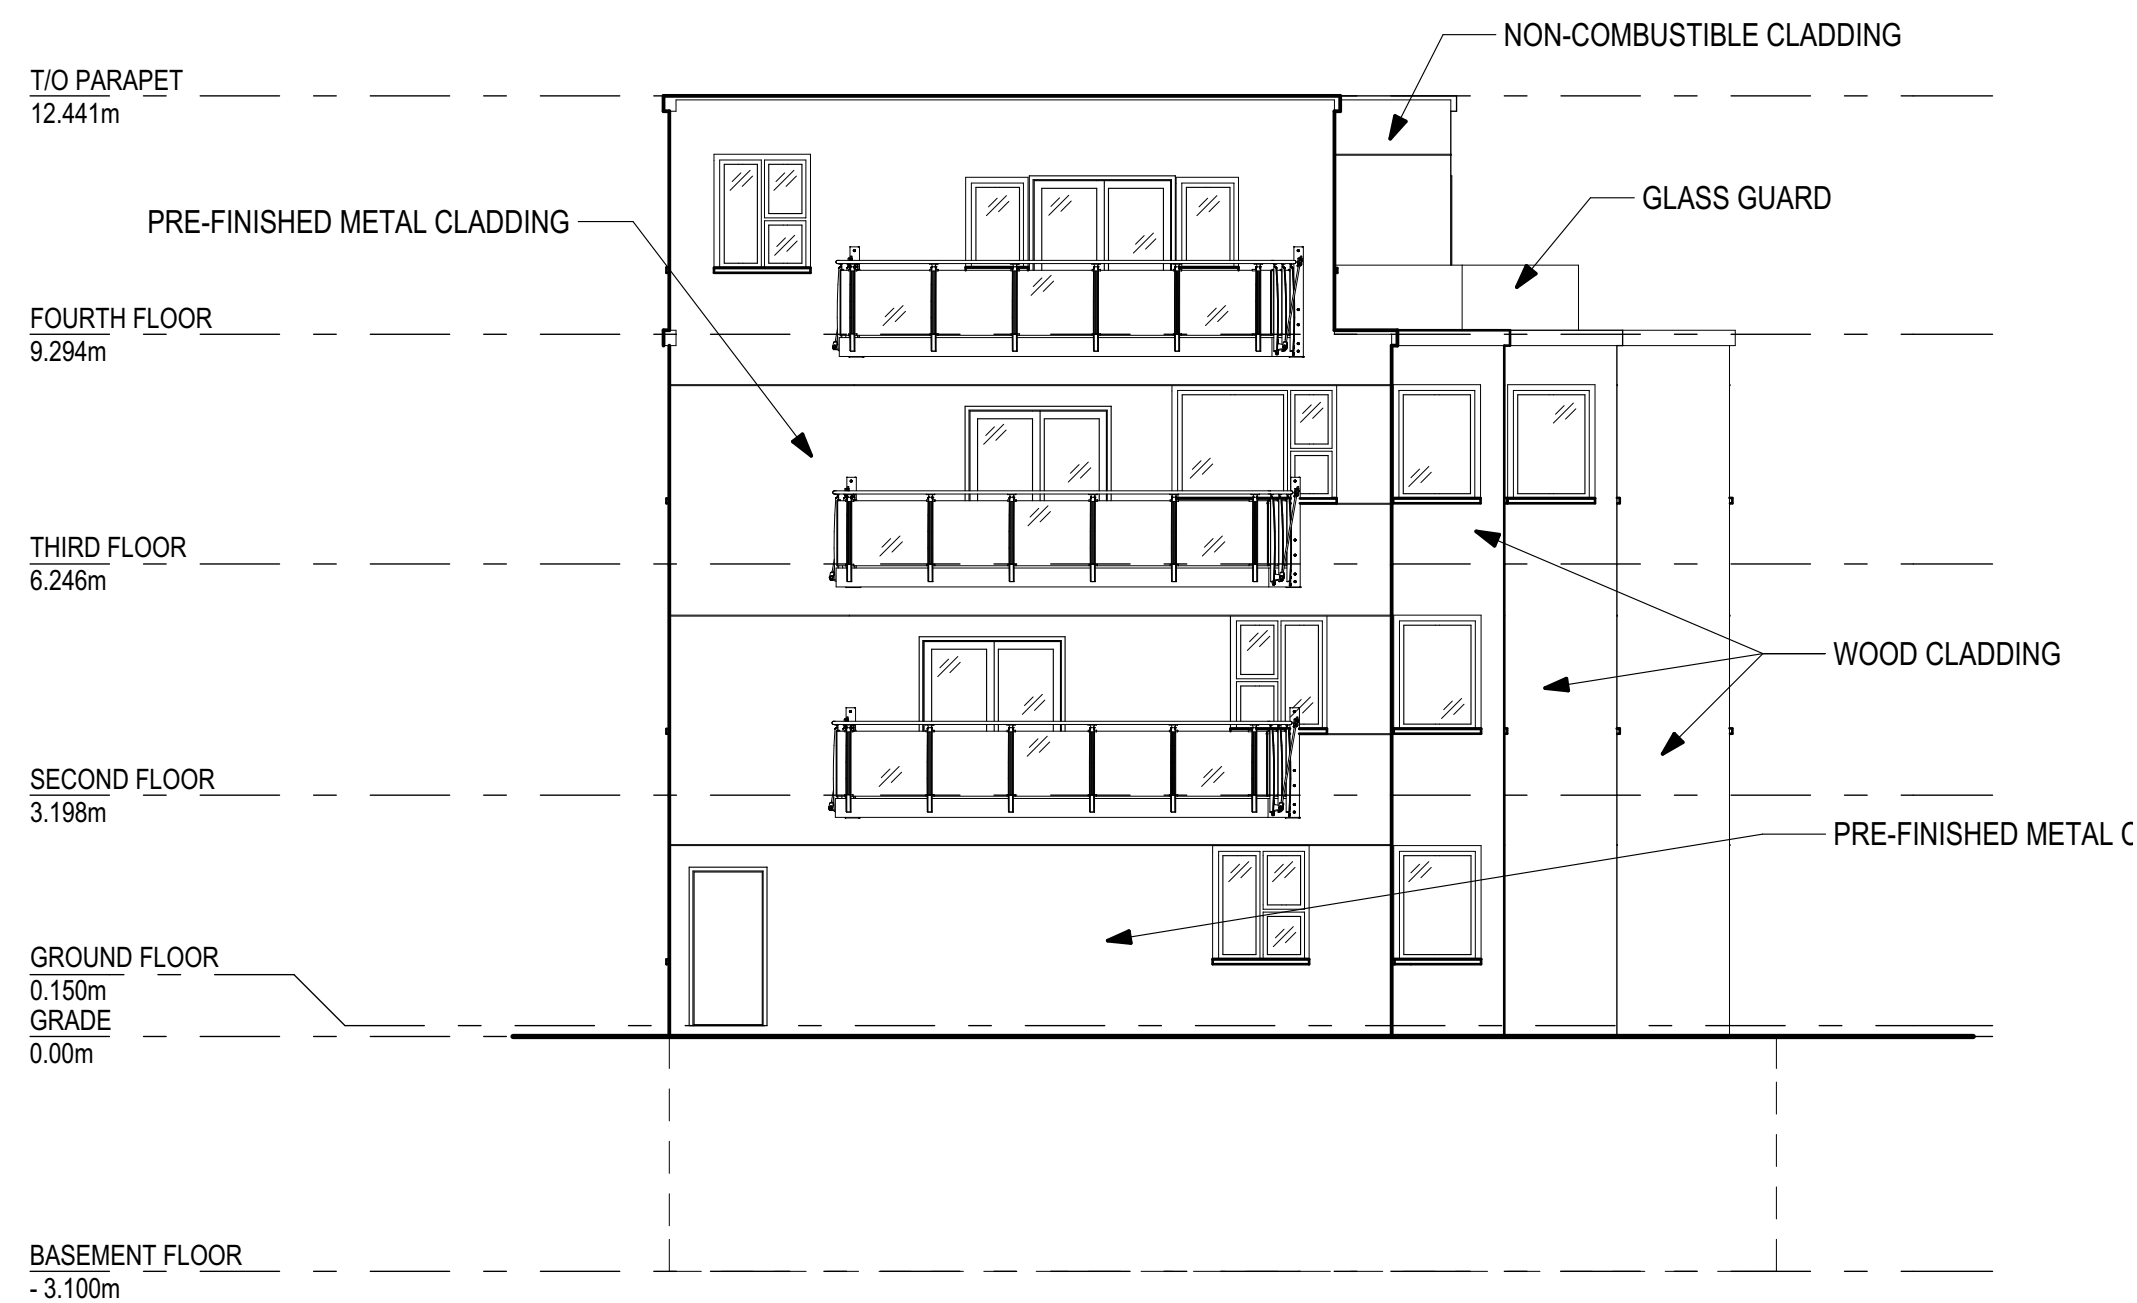 NON-COMBUSTIBLE CLADDING
T/O PARAPET
12.441m
GLASS GUARD
PRE-FINISHED METAL CLADDING
FOURTH FLOOR
9.294m
THIRD FLOOR
6.246m
WOOD CLADDING
SECOND FLOOR
3.198m
PRE-FINISHED METAL
GROUND FLOOR
0.150m
GRADE
0.00m
BASEMENT FLOOR
- 3.100m